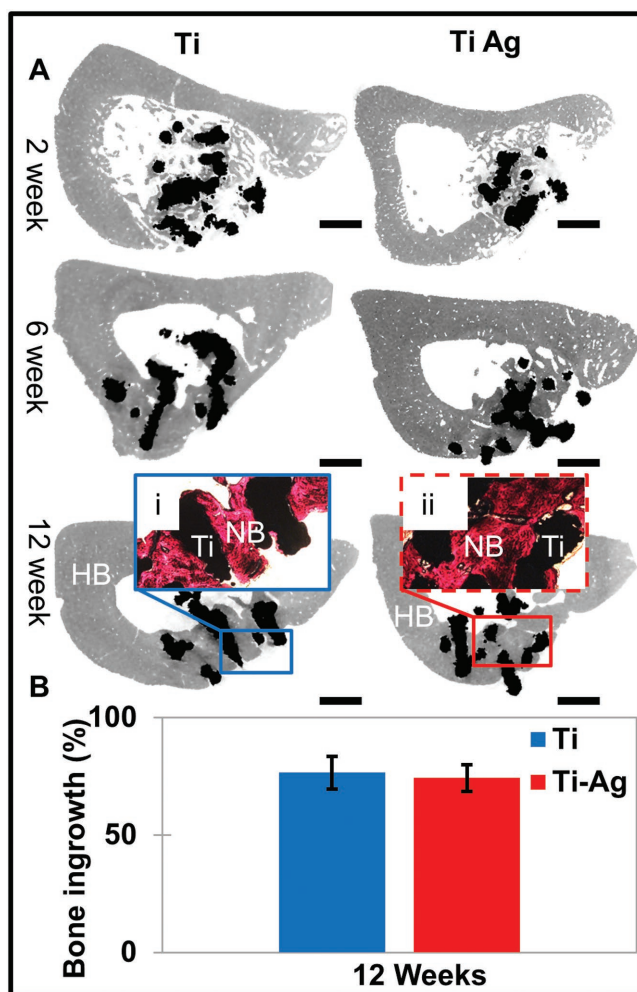 Ti
Ti Ag
A
2 week
6 week
12 week
i
NB
Ti
HB
ii
NB
Ti
HB
B
Bone ingrowth (%)
100
50
0
Ti
Ti-Ag
12 Weeks